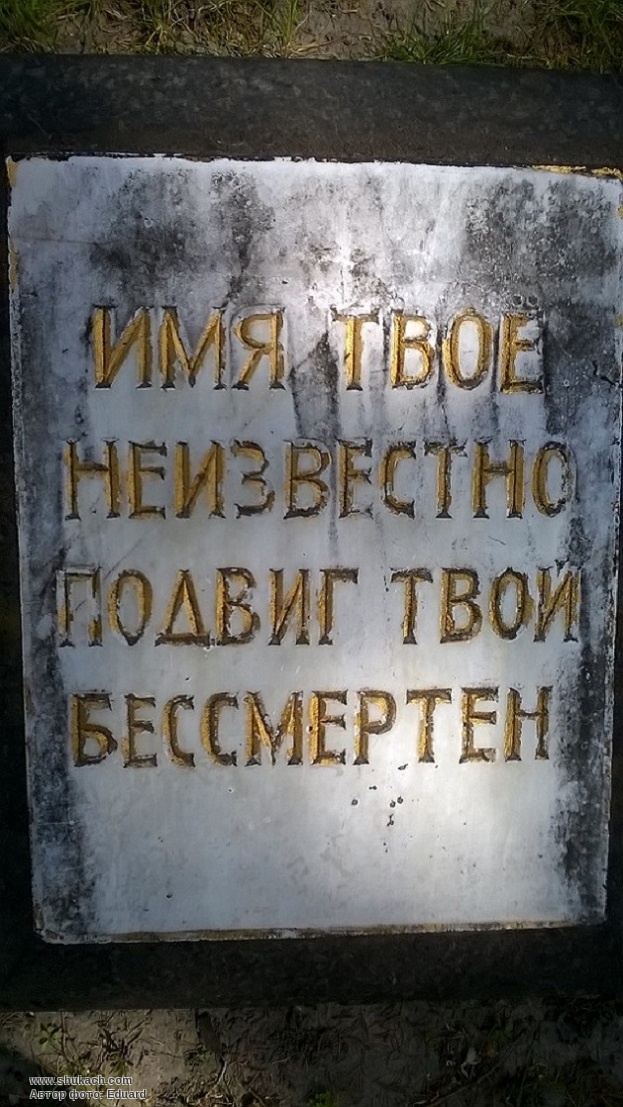 ИМЯ ТВОЕ
НЕИЗВЕСТНО
ПОДВИГ ТВОЙ
БЕССМЕРТЕН
www.shukach.com
Автор фото: Eduard